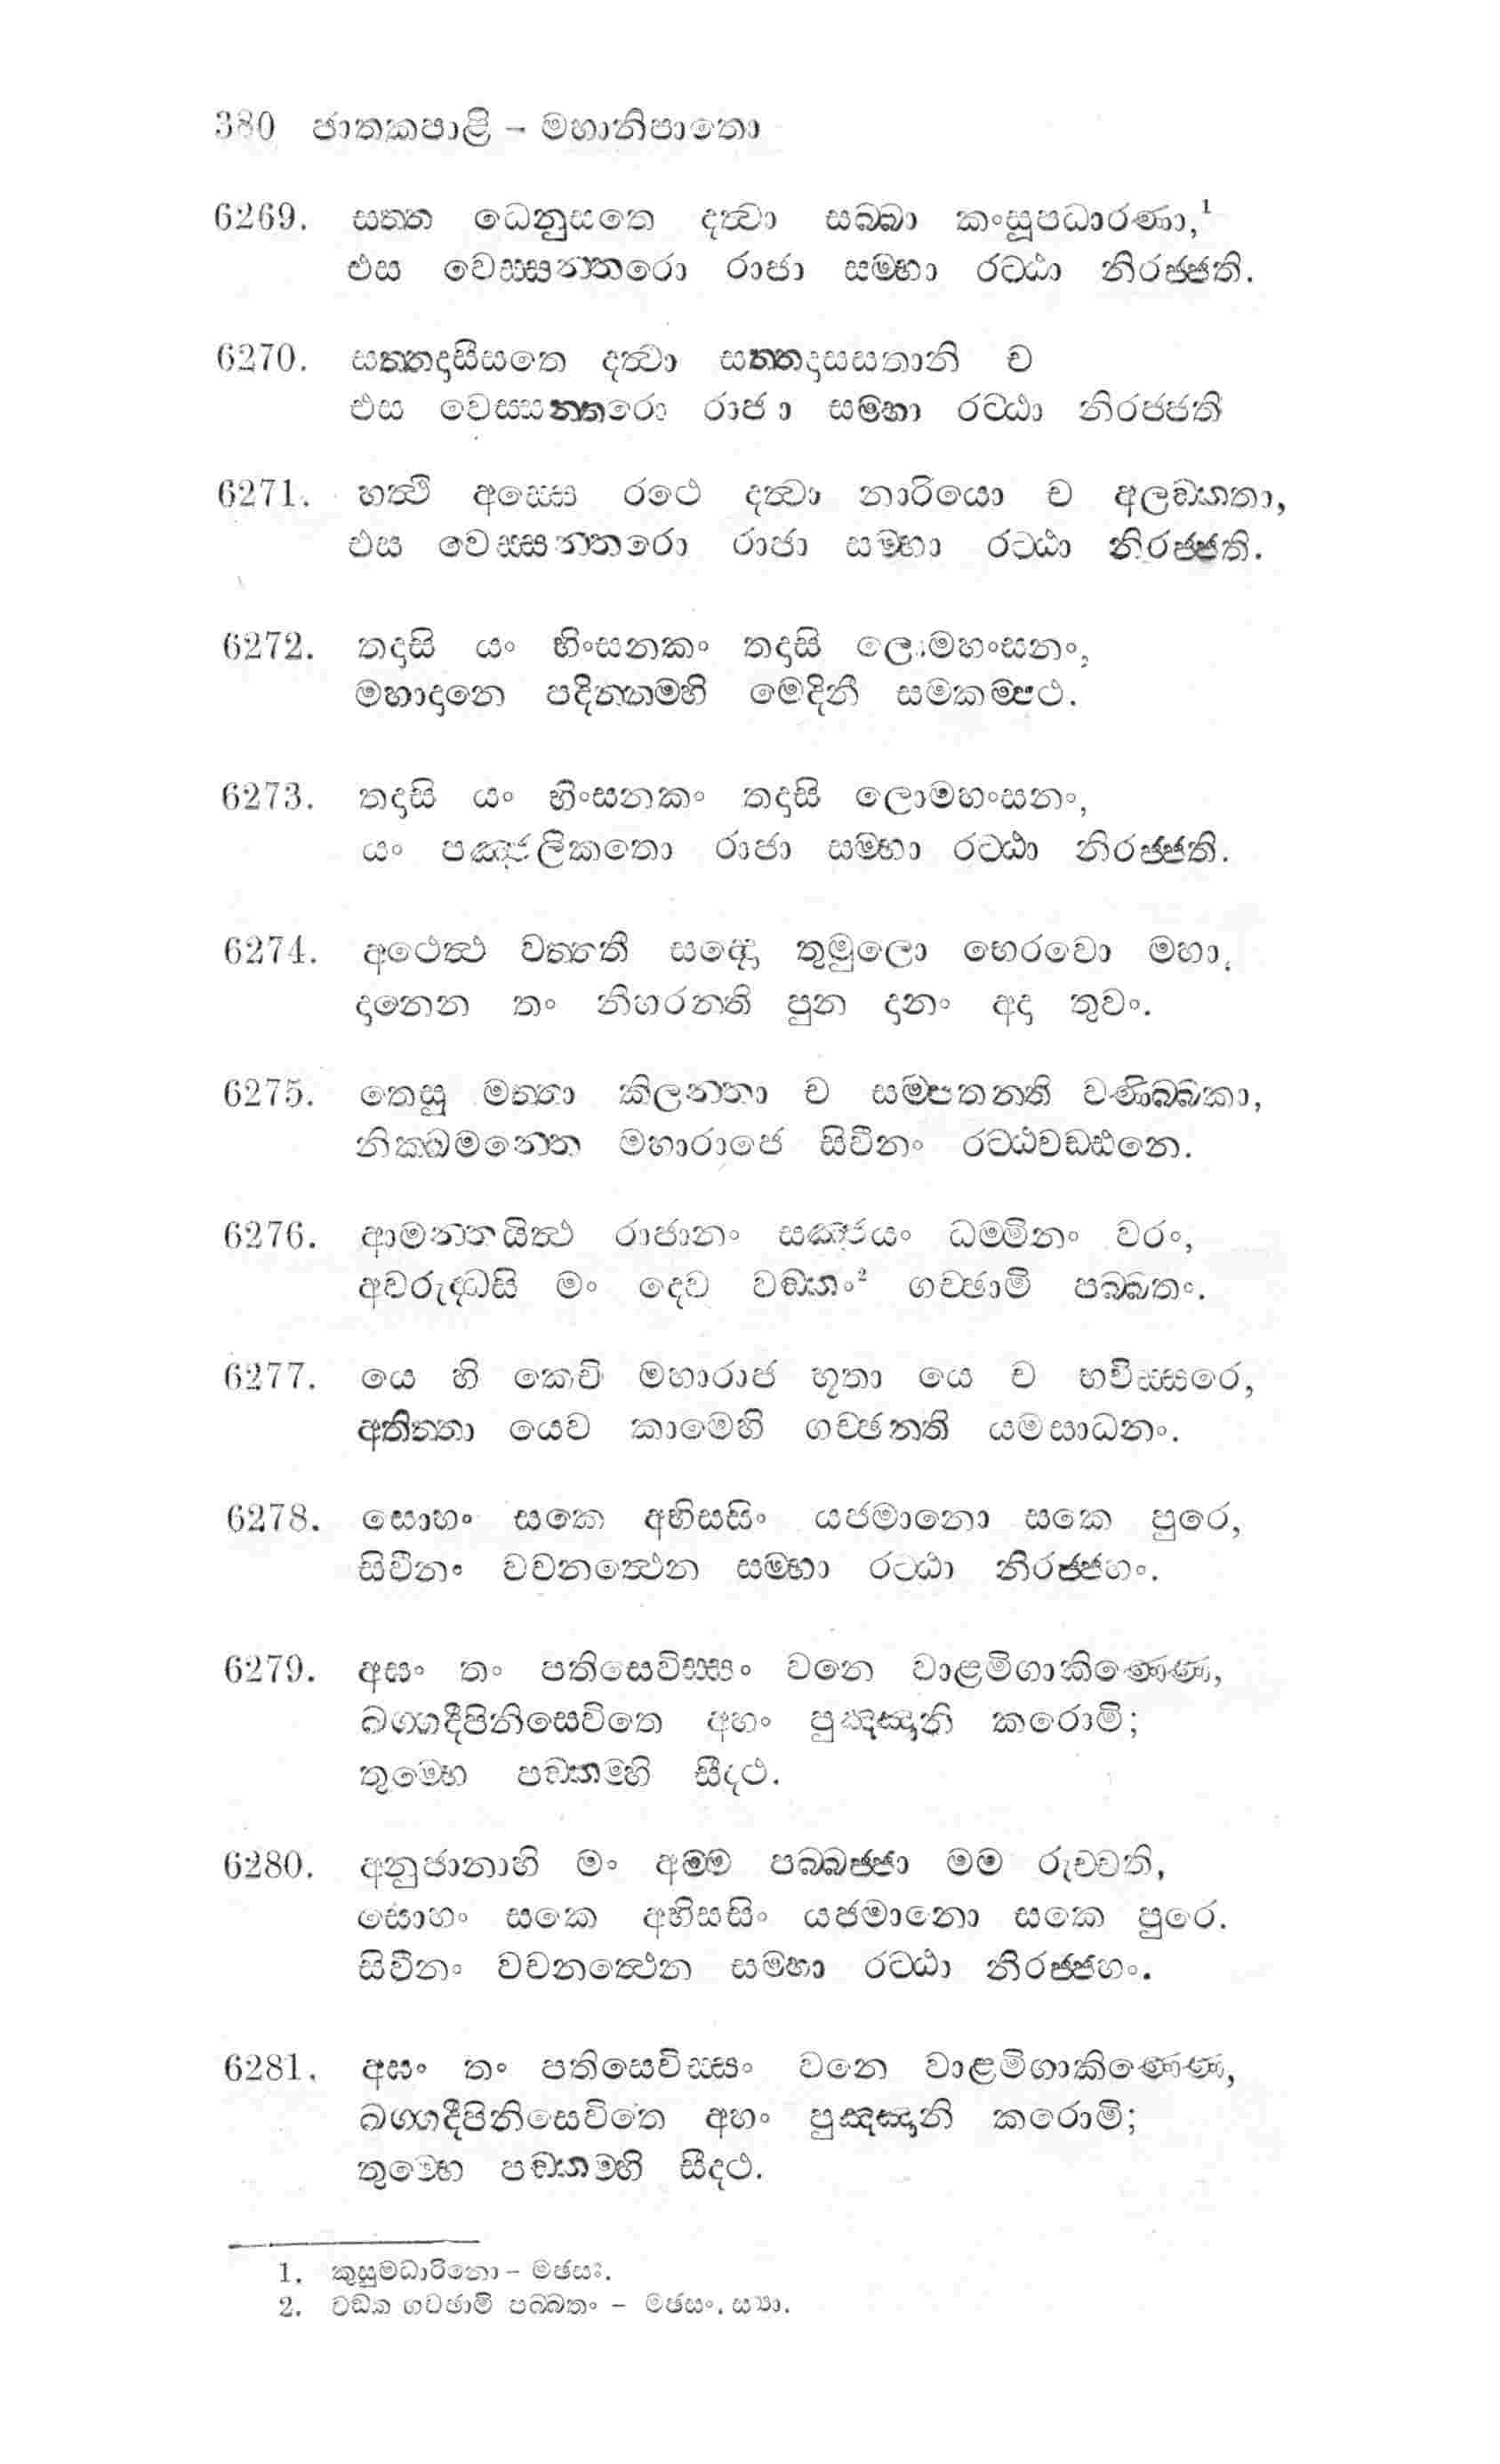 380 ජාතකපාළි – මහානිපාතො
6269. සත්ත ධෙනුසතෙ දත්වා සබ්බා කංසූපධාරණා,¹
එස වෙස්සන්තරො රාජා සම්හා රට්ඨා නිරජ්ජති.
6270. සත්තදාසීසතෙ දත්වා සත්තදාසසතානි ච
එස වෙස්සන්තරො රාජා සම්හා රට්ඨා නිරජ්ජති
6271. හත්ථි අස්සෙ රථෙ දත්වා නාරියො ච අලඞ්කතා,
එස වෙස්සන්තරො රාජා සම්හා රට්ඨා නිරජ්ජති.
6272. තදාසි යං භිංසනකං තදාසි ලොමහංසනං,
මහාදානෙ පදින්නම්හි මෙදිනී සමකම්පථ.
6273. තදාසි යං භිංසනකං තදාසි ලොමහංසනං,
යං පඤ්ජලිකතො රාජා සම්හා රට්ඨා නිරජ්ජති.
6274. අථෙත්ථ වත්තතී සද්දො තුමුලො භෙරවො මහා,
දානෙන තං නීහරන්ති පුන දානං අදා තුවං.
6275. තෙසු මත්තා කිලන්තා ච සම්පතන්ති වණිබ්බකා,
නික්ඛමන්තෙ මහාරාජෙ සිවීනං රට්ඨවඩ්ඪනෙ.
6276. ආමන්තයිත්ථ රාජානං සඤ්ජයං ධම්මිනං වරං,
අවරුද්ධසි මං දෙව වඞ්කං² ගච්ඡාමි පබ්බතං.
6277. යෙ හි කෙචි මහාරාජ භූතා යෙ ච භවිස්සරෙ,
අතිත්තා යෙව කාමෙහි ගච්ඡන්ති යමසාධනං.
6278. සොහං සකෙ අභිසසිං යජමානො සකෙ පුරෙ,
සිවීනං වචනත්ථෙන සම්හා රට්ඨා නිරජ්ජහං.
6279. අඝං තං පතිසෙවිස්සං වනෙ වාළමිගාකිණ්ණෙ,
ඛග්ගදීපිනිසෙවිතෙ අහං පුඤ්ඤානි කරොමි;
තුම්හෙ පඞ්කම්හි සීදථ.
6280. අනුජානාහි මං අම්ම පබ්බජ්ජා මම රුච්චති,
සොහං සකෙ අභිසසිං යජමානො සකෙ පුරෙ.
සිවීනං වචනත්ථෙන සම්හා රට්ඨා නිරජ්ජහං.
6281. අඝං තං පතිසෙවිස්සං වනෙ වාළමිගාකිණ්ණෙ,
ඛග්ගදීපිනිසෙවිතෙ අහං පුඤ්ඤානි කරොමි;
තුම්හෙ පඞ්කම්හි සීදථ.
1. කුසුමධාරිනො – මඡසං.
2. වඞ්ක ගච්ඡාමි පබ්බතං – මඡසං. ස්‍යා.